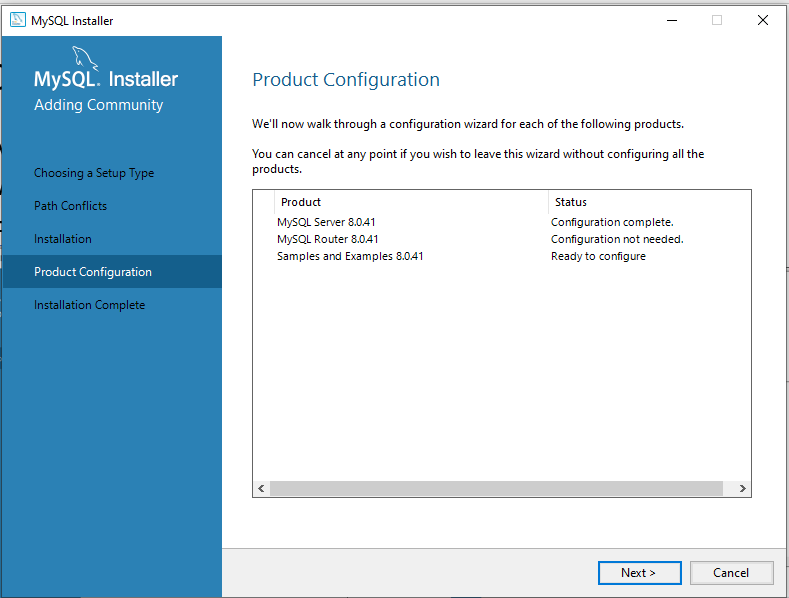 MySQL Installer
MySQL. Installer
Adding Community
Choosing a Setup Type
Path Conflicts
Installation
Product Configuration
Installation Complete
Product Configuration
We'll now walk through a configuration wizard for each of the following products.
You can cancel at any point if you wish to leave this wizard without configuring all the
products.
Product Status
MySQL Server 8.0.41 Configuration complete.
MySQL Router 8.0.41 Configuration not needed.
Samples and Examples 8.0.41 Ready to configure
Next > Cancel